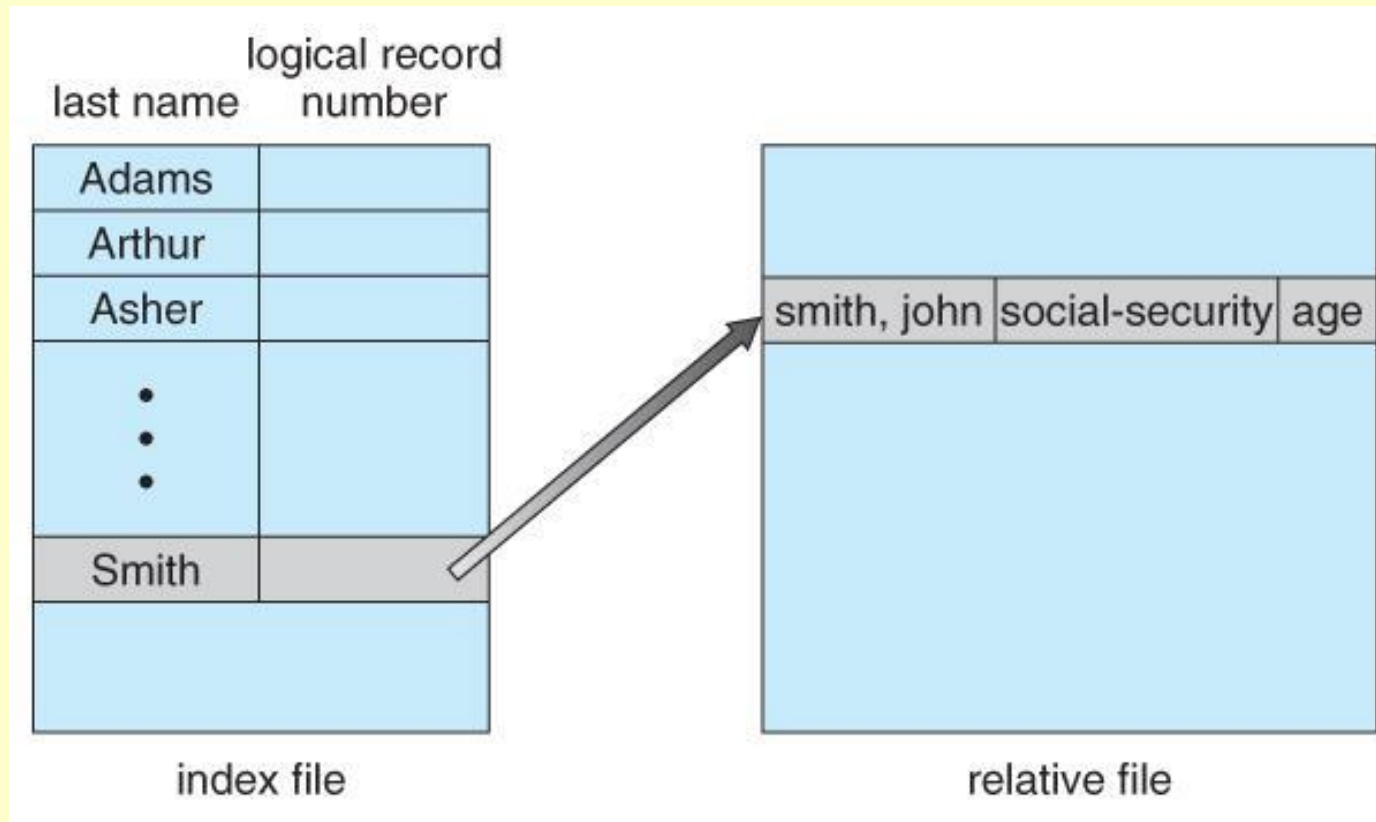 logical record
last name number
Adams
Arthur
Asher
Smith
smith, john social-security age
index file
relative file